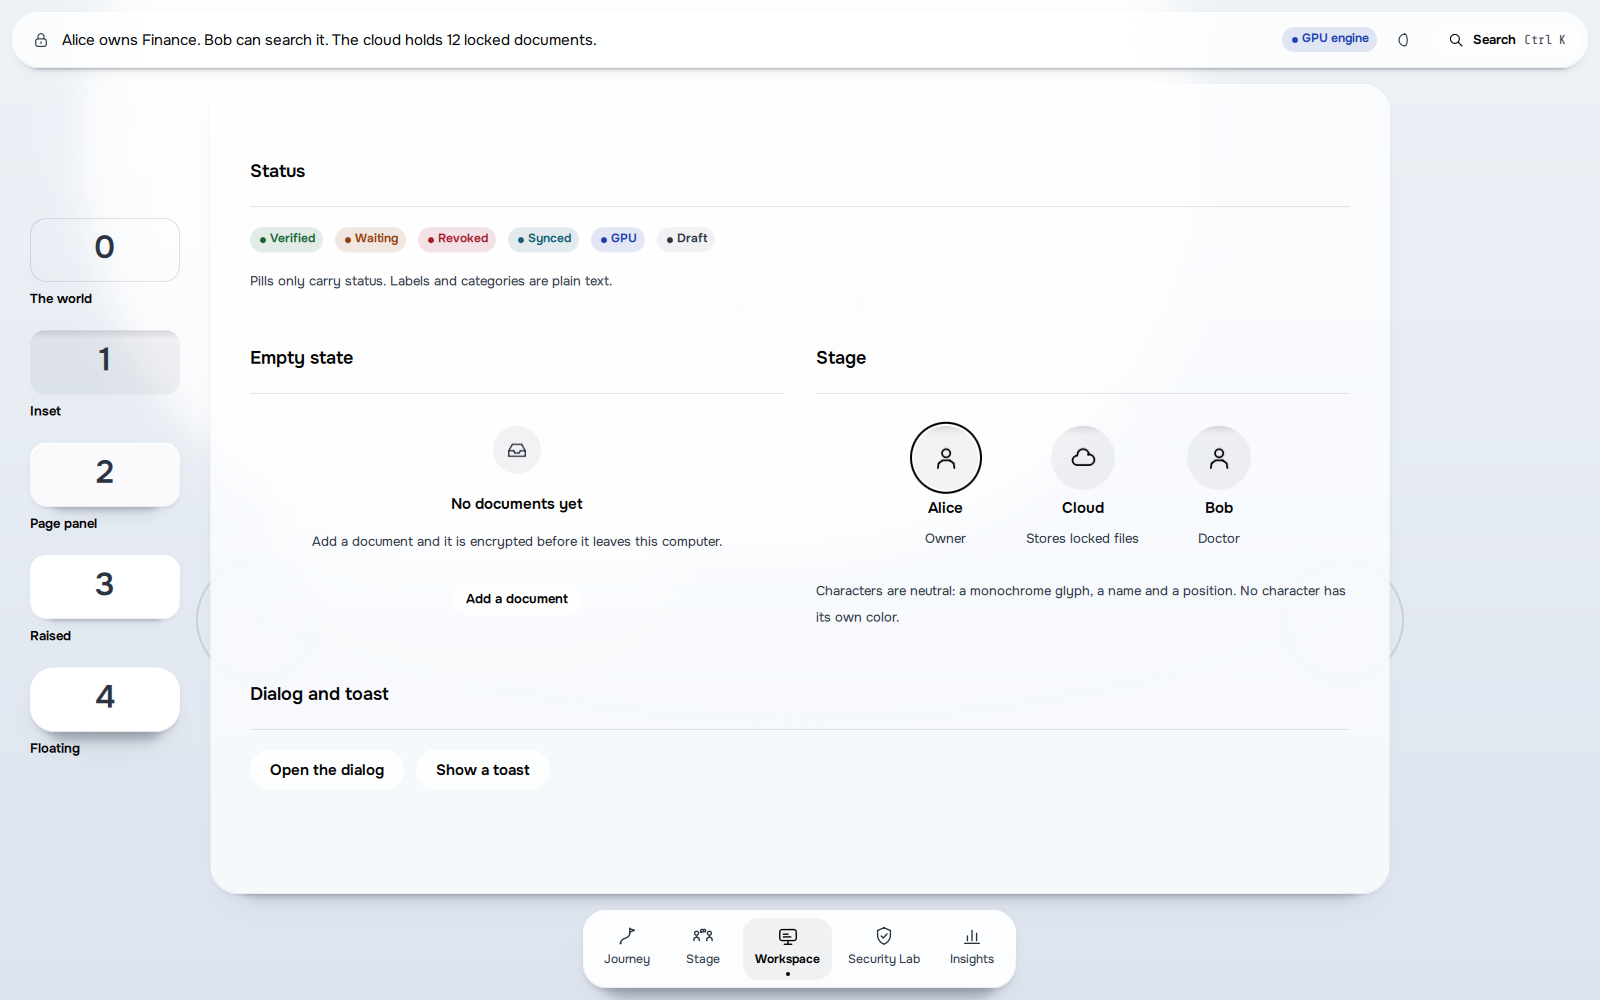 Alice owns Finance. Bob can search it. The cloud holds 12 locked documents.
GPU engine
Search Ctrl K
0
The world
1
Inset
2
Page panel
3
Raised
4
Floating
Status
Verified
Waiting
Revoked
Synced
GPU
Draft
Pills only carry status. Labels and categories are plain text.
Empty state
No documents yet
Add a document and it is encrypted before it leaves this computer.
Add a document
Stage
Alice
Owner
Cloud
Stores locked files
Bob
Doctor
Characters are neutral: a monochrome glyph, a name and a position. No character has
its own color.
Dialog and toast
Open the dialog
Show a toast
Journey
Stage
Workspace
Security Lab
Insights